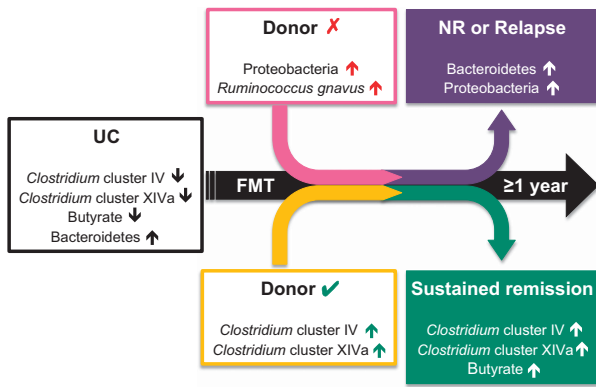 Donor ✗
Proteobacteria ↑
Ruminococcus gnavus ↑
NR or Relapse
Bacteroidetes ↑
Proteobacteria ↑
UC
Clostridium cluster IV ↓
Clostridium cluster XIVa ↓
Butyrate ↓
Bacteroidetes ↑
FMT
≥1 year
Donor ✔
Clostridium cluster IV ↑
Clostridium cluster XIVa ↑
Sustained remission
Clostridium cluster IV ↑
Clostridium cluster XIVa ↑
Butyrate ↑